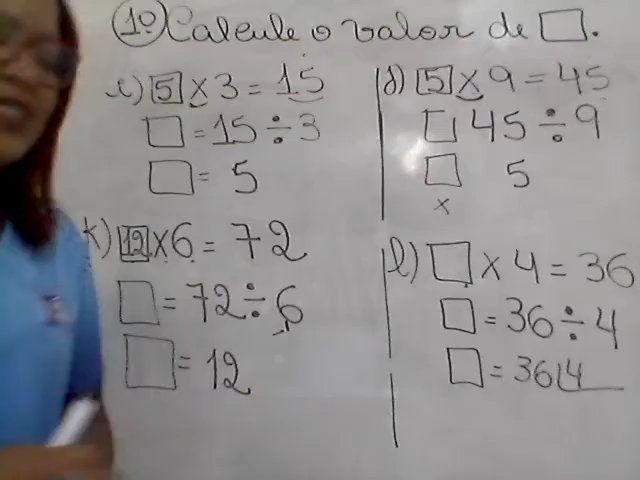 10) Calcule o valor de □.
i) 5 × 3 = 15
□ = 15 ÷ 3
□ = 5
j) 5 × 9 = 45
□ 45 ÷ 9
□ 5
×
k) 12 × 6 = 72
□ = 72 ÷ 6
□ = 12
l) □ × 4 = 36
□ = 36 ÷ 4
□ = 36 4